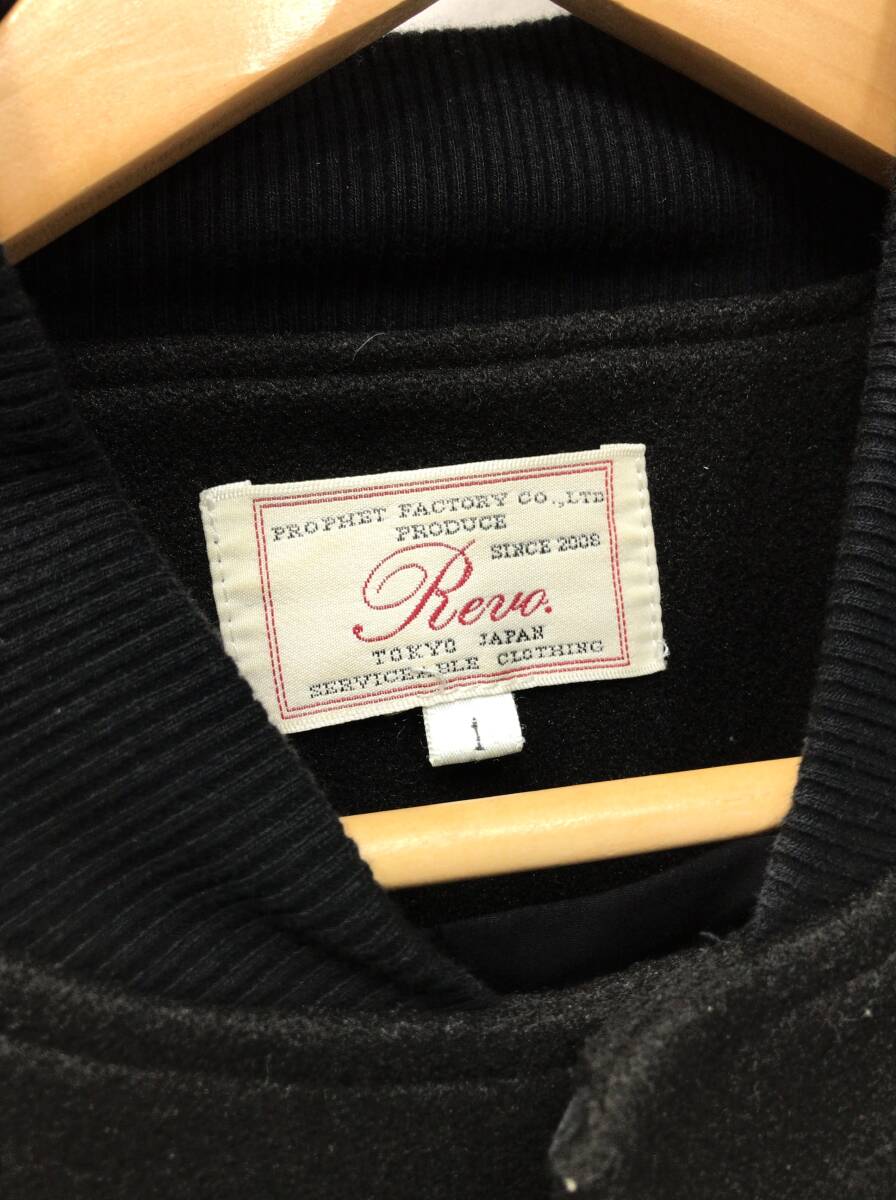 PROPHET FACTORY CO.,LTD
PRODUCE
SINCE 2008
Revo.
TOKYO JAPAN
SERVICEABLE CLOTHING
1